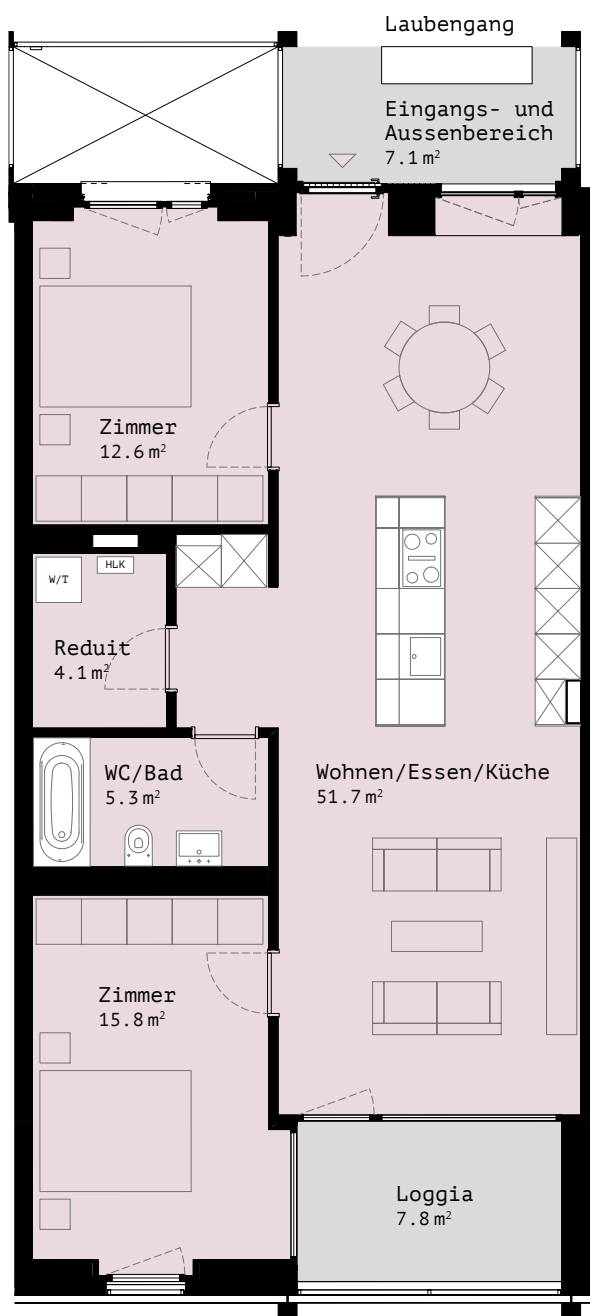 Laubengang
Eingangs- und
Aussenbereich
7.1 m²
Zimmer
12.6 m²
HLK
W/T
Reduit
4.1 m²
WC/Bad
5.3 m²
Wohnen/Essen/Küche
51.7 m²
Zimmer
15.8 m²
Loggia
7.8 m²